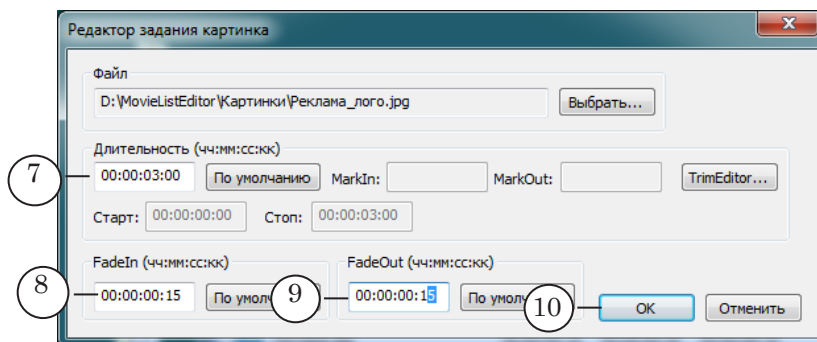 Редактор задания картинка
Файл
D:\MovieListEditor\Картинки\Реклама_лого.jpg Выбрать...
Длительность (чч:мм:сс:кк)
7 00:00:03:00 По умолчанию MarkIn: MarkOut: TrimEditor...
Старт: 00:00:00:00 Стоп: 00:00:03:00
FadeIn (чч:мм:сс:кк) FadeOut (чч:мм:сс:кк)
8 00:00:00:15 По умол 9 00:00:00:15 По умолч 10 OK Отменить